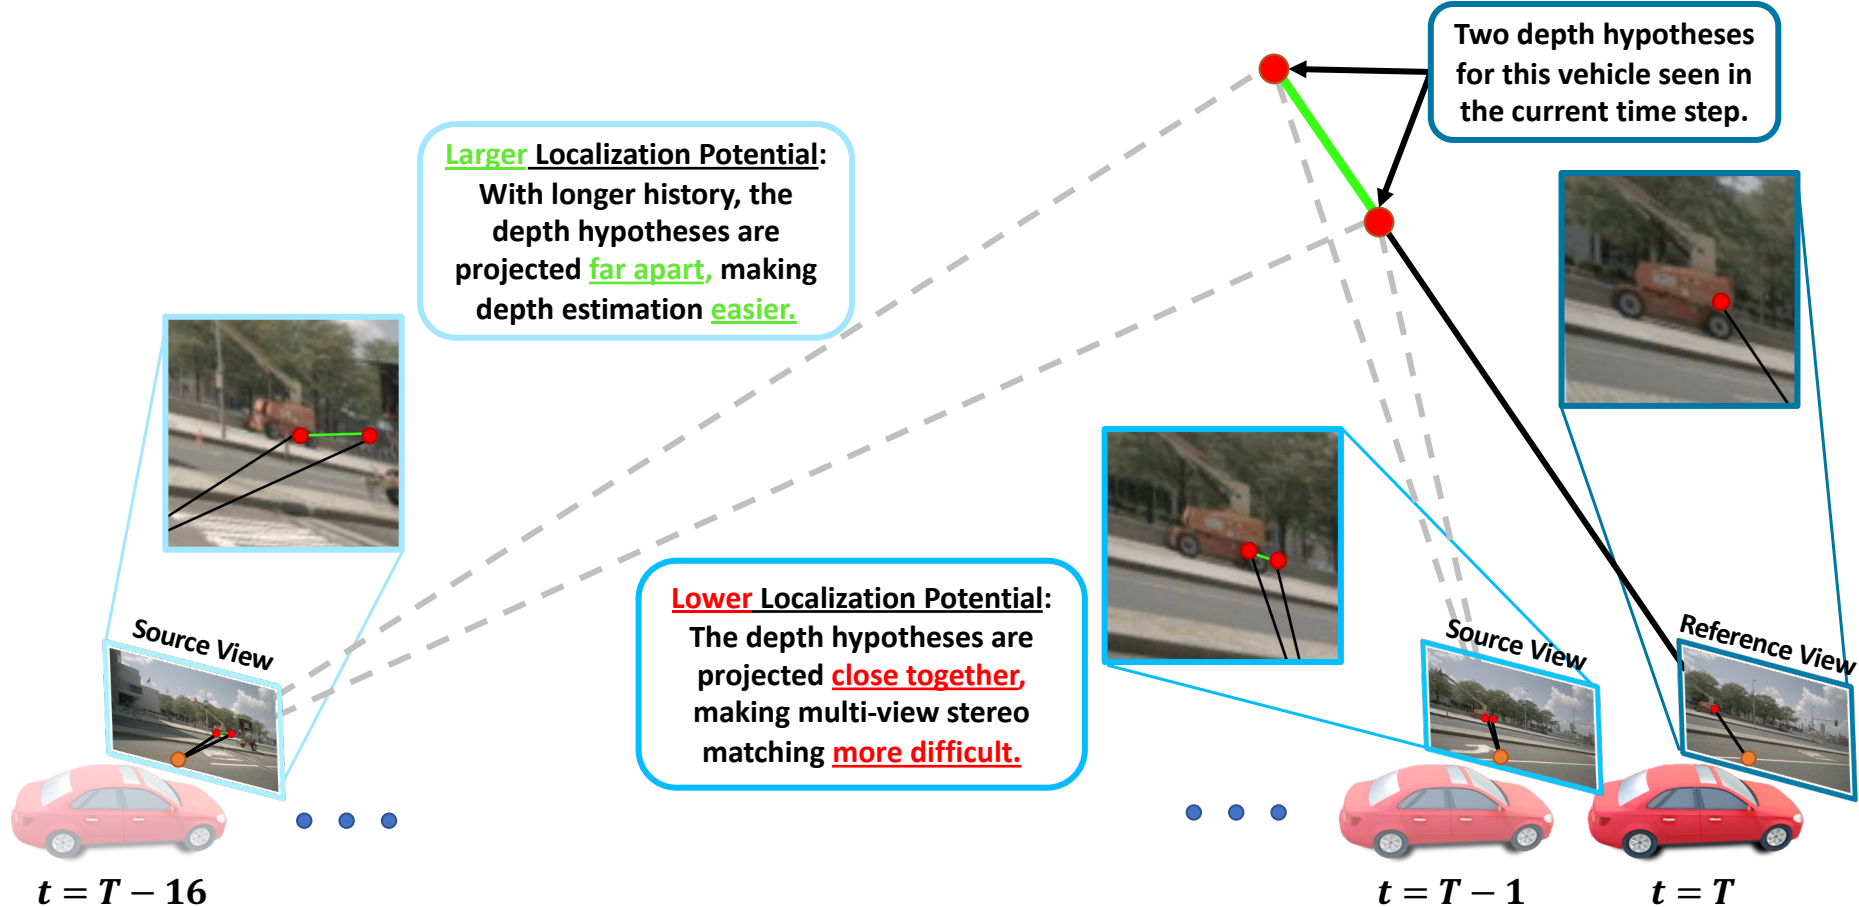 Two depth hypotheses
for this vehicle seen in
the current time step.
Larger Localization Potential:
With longer history, the
depth hypotheses are
projected far apart, making
depth estimation easier.
Lower Localization Potential:
The depth hypotheses are
projected close together,
making multi-view stereo
matching more difficult.
Source View
Source View
Reference View
t = T − 16
t = T − 1
t = T